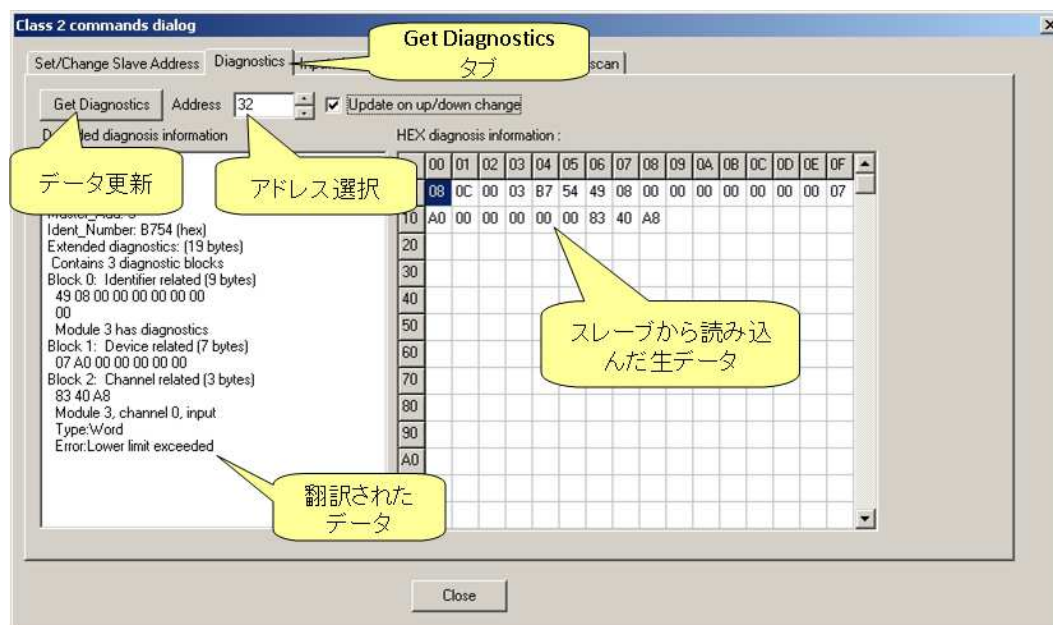 Class 2 commands dialog
Get Diagnostics
タブ
Set/Change Slave Address Diagnostics scan
Get Diagnostics Address 32 Update on up/down change
diagnosis information HEX diagnosis information :
データ更新
アドレス選択
00 01 02 03 04 05 06 07 08 09 0A 0B 0C 0D 0E 0F
08 0C 00 03 B7 54 49 08 00 00 00 00 00 00 00 07
10 A0 00 00 00 00 00 83 40 A8
20
30
40
50
60
70
80
90
A0
Ident_Number: B754 (hex)
Extended diagnostics: (19 bytes)
Contains 3 diagnostic blocks
Block 0: Identifier related (9 bytes)
49 08 00 00 00 00 00 00
00
Module 3 has diagnostics
Block 1: Device related (7 bytes)
07 A0 00 00 00 00 00
Block 2: Channel related (3 bytes)
83 40 A8
Module 3, channel 0, input
Type:Word
Error:Lower limit exceeded
スレーブから読み込
んだ生データ
翻訳された
データ
Close